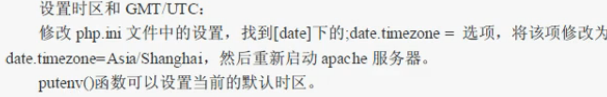 设置时区和 GMT/UTC：
修改 php.ini 文件中的设置，找到[date]下的;date.timezone = 选项，将该项修改为
date.timezone=Asia/Shanghai，然后重新启动 apache 服务器。
putenv()函数可以设置当前的默认时区。